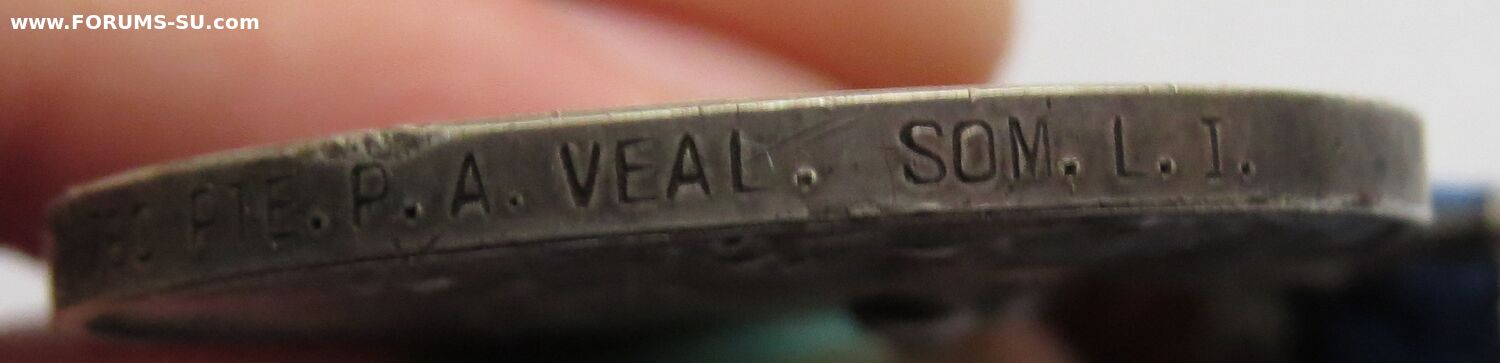 www.FORUMS-SU.com
PTE. P. A. VEAL. SOM. L. I.